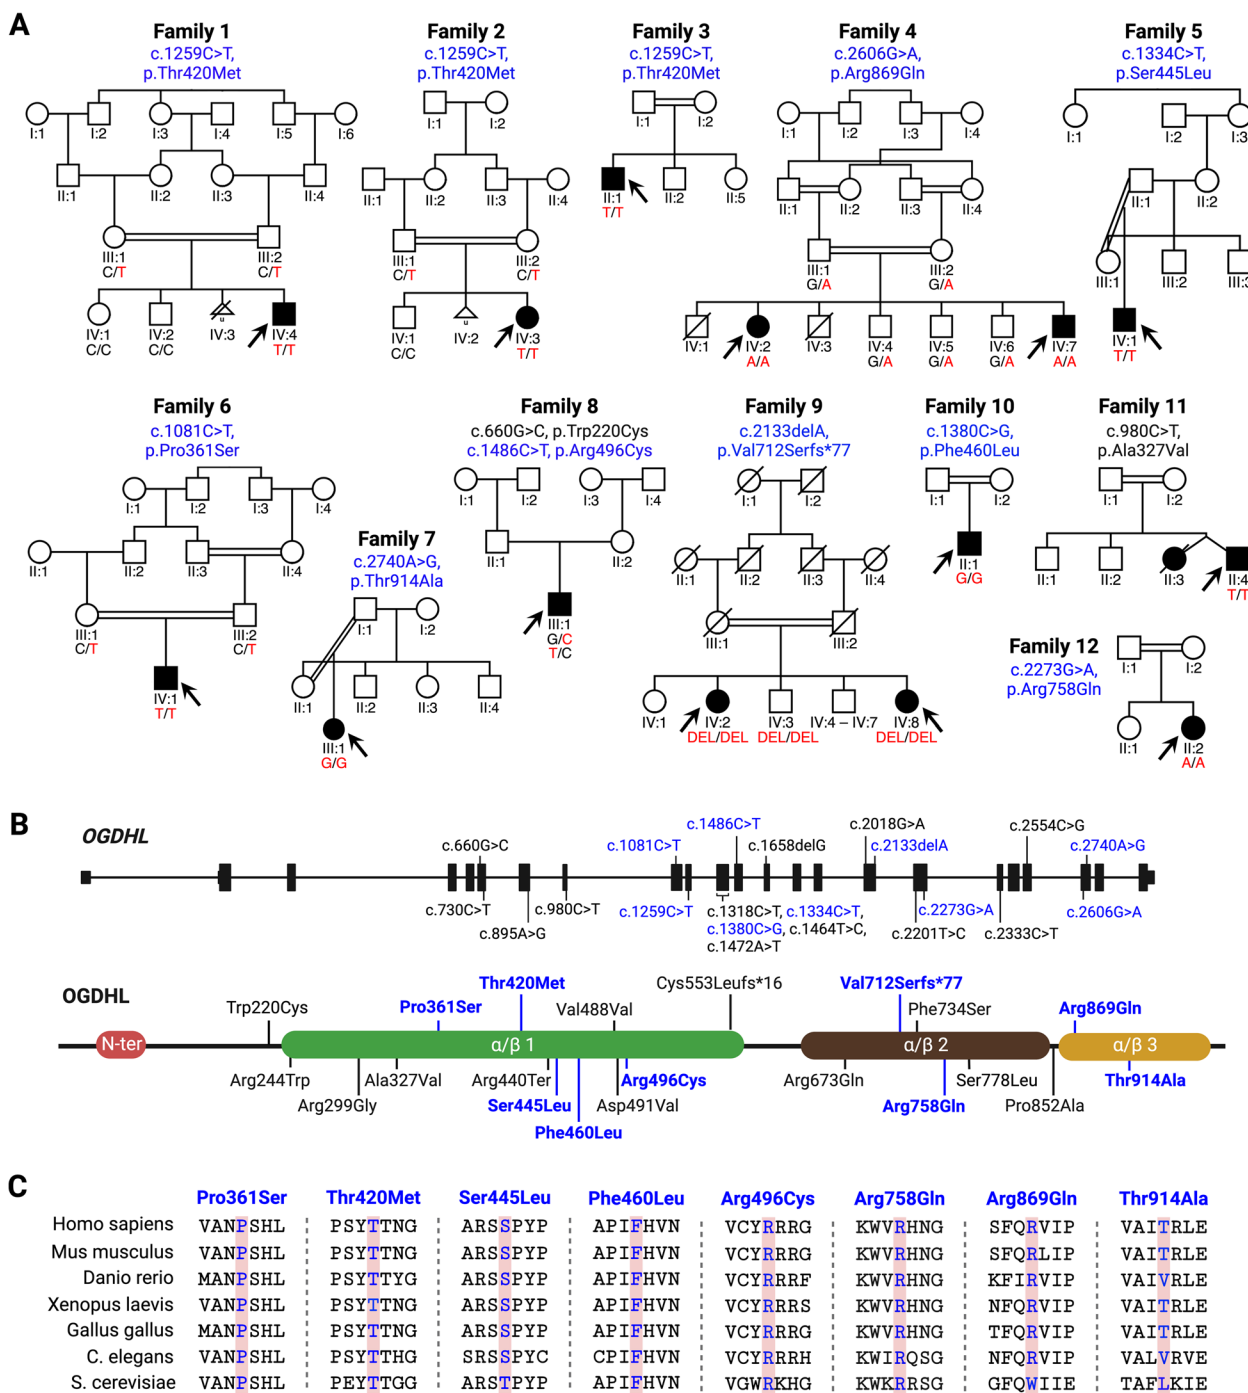 A
Family 1
c.1259C>T,
p.Thr420Met
I:1 I:2 I:3 I:4 I:5 I:6
II:1 II:2 II:3 II:4
III:1 III:2
C/T C/T
u
IV:1 IV:2 IV:3 IV:4
C/C C/C T/T
Family 2
c.1259C>T,
p.Thr420Met
I:1 I:2
II:1 II:2 II:3 II:4
III:1 III:2
C/T C/T
u
IV:1 IV:2 IV:3
C/C T/T
Family 3
c.1259C>T,
p.Thr420Met
I:1 I:2
II:1 II:2 II:5
T/T
Family 4
c.2606G>A,
p.Arg869Gln
I:1 I:2 I:3 I:4
II:1 II:2 II:3 II:4
III:1 III:2
G/A G/A
IV:1 IV:2 IV:3 IV:4 IV:5 IV:6 IV:7
A/A G/A G/A G/A A/A
Family 5
c.1334C>T,
p.Ser445Leu
I:1 I:2 I:3
II:1 II:2
III:1 III:2 III:3
IV:1
T/T
Family 6
c.1081C>T,
p.Pro361Ser
I:1 I:2 I:3 I:4
II:1 II:2 II:3 II:4
III:1 III:2
C/T C/T
IV:1
T/T
Family 7
c.2740A>G,
p.Thr914Ala
I:1 I:2
II:1 II:2 II:3 II:4
III:1
G/G
Family 8
c.660G>C, p.Trp220Cys
c.1486C>T, p.Arg496Cys
I:1 I:2 I:3 I:4
II:1 II:2
III:1
G/C
T/C
Family 9
c.2133delA,
p.Val712Serfs*77
I:1 I:2
II:1 II:2 II:3 II:4
III:1 III:2
IV:1 IV:2 IV:3 IV:4 – IV:7 IV:8
DEL/DEL DEL/DEL DEL/DEL
Family 10
c.1380C>G,
p.Phe460Leu
I:1 I:2
II:1
G/G
Family 11
c.980C>T,
p.Ala327Val
I:1 I:2
II:1 II:2 II:3 II:4
T/T
Family 12
c.2273G>A,
p.Arg758Gln
I:1 I:2
II:1 II:2
A/A
B
OGDHL
c.660G>C c.1081C>T c.1486C>T c.1658delG c.2018G>A c.2133delA c.2554C>G c.2740A>G
c.730C>T c.980C>T c.1259C>T c.1318C>T, c.1334C>T, c.2273G>A c.2606G>A
c.895A>G c.1380C>G, c.1464T>C, c.2201T>C c.2333C>T
c.1472A>T
OGDHL
Trp220Cys Pro361Ser Thr420Met Val488Val Cys553Leufs*16 Val712Serfs*77 Phe734Ser Arg869Gln
N-ter α/β 1 α/β 2 α/β 3
Arg244Trp Ala327Val Arg440Ter Arg496Cys Arg673Gln Ser778Leu Thr914Ala
Arg299Gly Ser445Leu Asp491Val Arg758Gln Pro852Ala
Phe460Leu
C
Pro361Ser Thr420Met Ser445Leu Phe460Leu Arg496Cys Arg758Gln Arg869Gln Thr914Ala
Homo sapiens VANPSHL PSYTTNG ARSSPYP APIFHVN VCYRRRG KWVRHNG SFQRVIP VAITRLE
Mus musculus VANPSHL PSYTTNG ARSSPYP APIFHVN VCYRRRG KWVRHNG SFQRLIP VAITRLE
Danio rerio MANPSHL PSYTTYG ARSSPYP APIFHVN VCYRRRF KWVRHNG KFIRVIP VAIVRLE
Xenopus laevis VANPSHL PSYTTNG ARSSPYP APIFHVN VCYRRRS KWVRHNG NFQRVIP VAITRLE
Gallus gallus MANPSHL PSYTTNG ARSSPYP APIFHVN VCYRRRG KWVRHNG TFQRVIP VAITRLE
C. elegans VANPSHL PSYTTHG SRSSPYC CPIFHVN VCYRRRH KWIRQSG NFQRVIP VALVRVE
S. cerevisiae VANPSHL PEYTTGG ARSTPYP APIFHVN VGWRKHG KWKRRSG GFQWIIE TAFLKIE